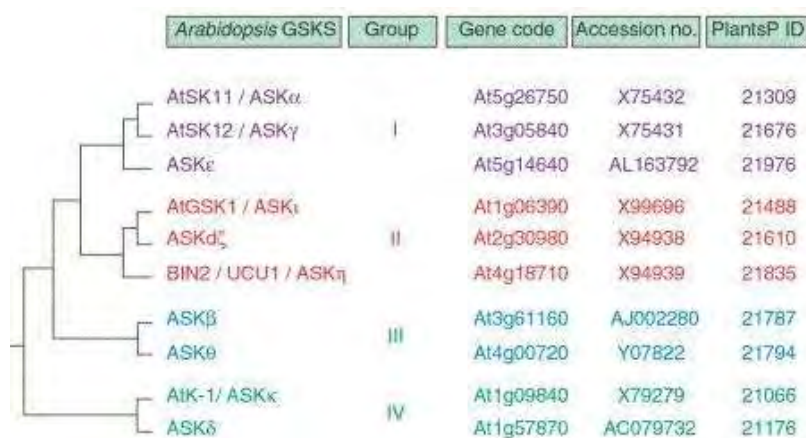 Arabidopsis GSKS Group Gene code Accession no. PlantsP ID
AtSK11 / ASKα At5g26750 X75432 21309
AtSK12 / ASKγ I At3g05840 X75431 21676
ASKε At5g14640 AL163792 21976
AtGSK1 / ASKι At1g06390 X99696 21488
ASKdζ II At2g30980 X94938 21610
BIN2 / UCU1 / ASKη At4g18710 X94939 21835
ASKβ At3g61160 AJ002280 21787
III
ASKθ At4g00720 Y07822 21794
AtK-1/ ASKκ At1g09840 X79279 21066
IV
ASKδ At1g57870 AC079732 21176